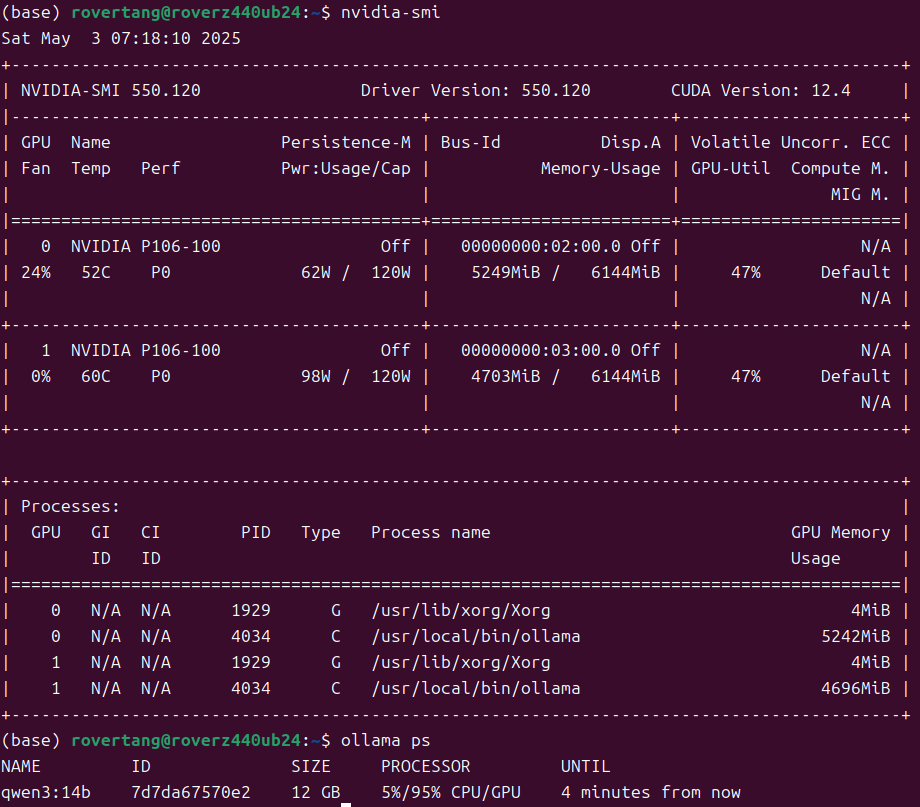 (base) rovertang@roverz440ub24:~$ nvidia-smi
Sat May  3 07:18:10 2025
+-----------------------------------------------------------------------------------------+
| NVIDIA-SMI 550.120                Driver Version: 550.120        CUDA Version: 12.4     |
|-----------------------------------------+------------------------+----------------------+
| GPU  Name                 Persistence-M | Bus-Id          Disp.A | Volatile Uncorr. ECC |
| Fan  Temp   Perf          Pwr:Usage/Cap |           Memory-Usage | GPU-Util  Compute M. |
|                                         |                        |               MIG M. |
|=========================================+========================+======================|
|   0  NVIDIA P106-100                Off |   00000000:02:00.0 Off |                  N/A |
| 24%   52C    P0              62W /  120W |    5249MiB /   6144MiB |     47%      Default |
|                                         |                        |                  N/A |
+-----------------------------------------+------------------------+----------------------+
|   1  NVIDIA P106-100                Off |   00000000:03:00.0 Off |                  N/A |
|  0%   60C    P0              98W /  120W |    4703MiB /   6144MiB |     47%      Default |
|                                         |                        |                  N/A |
+-----------------------------------------+------------------------+----------------------+
+-----------------------------------------------------------------------------------------+
| Processes:                                                                              |
|  GPU   GI   CI        PID   Type   Process name                              GPU Memory |
|        ID   ID                                                               Usage      |
|=========================================================================================|
|    0   N/A  N/A      1929      G   /usr/lib/xorg/Xorg                              4MiB |
|    0   N/A  N/A      4034      C   /usr/local/bin/ollama                        5242MiB |
|    1   N/A  N/A      1929      G   /usr/lib/xorg/Xorg                              4MiB |
|    1   N/A  N/A      4034      C   /usr/local/bin/ollama                        4696MiB |
+-----------------------------------------------------------------------------------------+
(base) rovertang@roverz440ub24:~$ ollama ps
NAME         ID              SIZE     PROCESSOR         UNTIL
qwen3:14b    7d7da67570e2    12 GB    5%/95% CPU/GPU    4 minutes from now